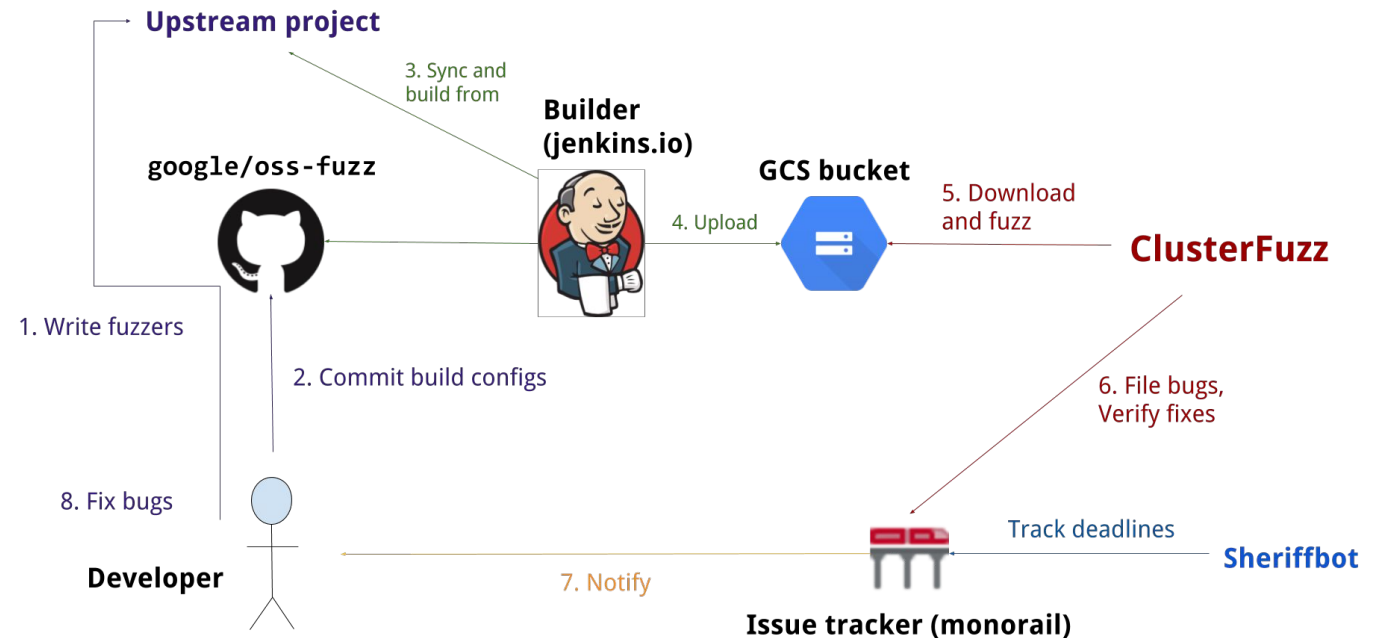 Upstream project
3. Sync and
build from
Builder
(jenkins.io)
google/oss-fuzz
GCS bucket
4. Upload
5. Download
and fuzz
ClusterFuzz
1. Write fuzzers
2. Commit build configs
6. File bugs,
Verify fixes
8. Fix bugs
Developer
7. Notify
Track deadlines
Sheriffbot
Issue tracker (monorail)